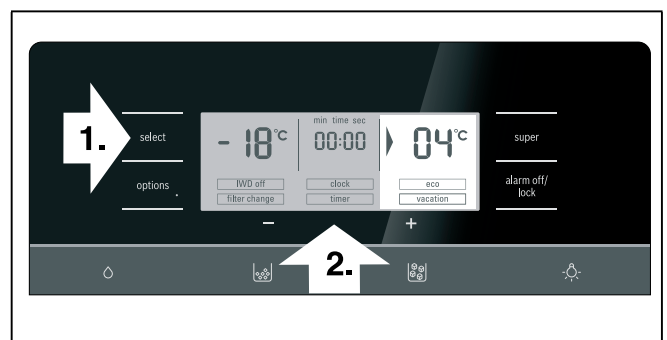 1.
select
options
-18°C
min time sec
00:00
04°C
IWD off
clock
eco
filter change
timer
vacation
super
alarm off/
lock
−
+
2.